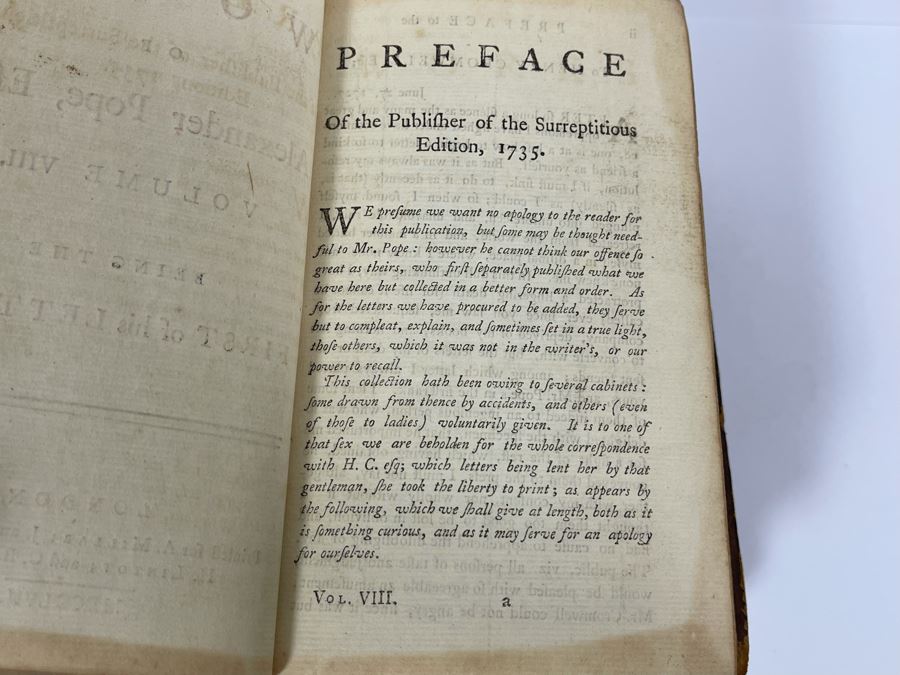 PREFACE
Of the Publiſher of the Surreptitious
Edition, 1735.
WE preſume we want no apology to the reader for
this publication, but ſome may be thought need-
ful to Mr. Pope: however he cannot think our offence ſo
great as theirs, who firſt ſeparately publiſhed what we
have here but collected in a better form and order. As
for the letters we have procured to be added, they ſerve
but to compleat, explain, and ſometimes ſet in a true light,
thoſe others, which it was not in the writer's, or our
power to recall.
This collection hath been owing to ſeveral cabinets:
ſome drawn from thence by accidents, and others (even
of thoſe to ladies) voluntarily given. It is to one of
that ſex we are beholden for the whole correſpondence
with H. C. eſq; which letters being lent her by that
gentleman, ſhe took the liberty to print; as appears by
the following, which we ſhall give at length, both as it
is ſomething curious, and as it may ſerve for an apology
for ourſelves.
VOL. VIII. a